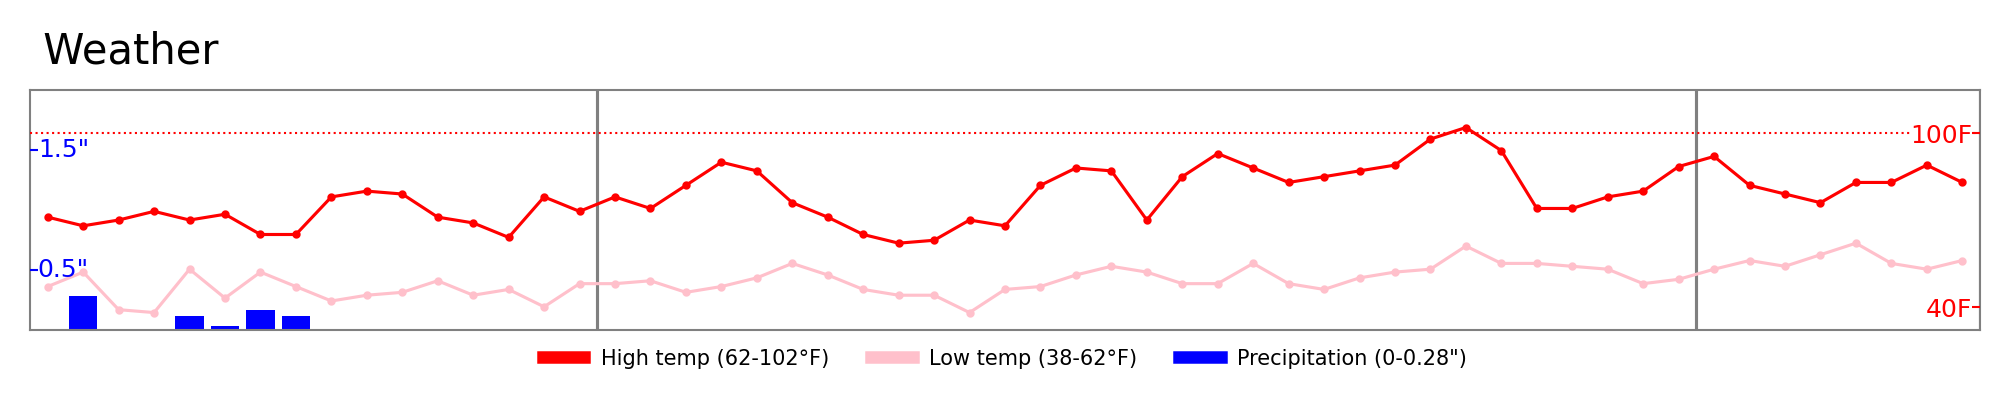 Weather
1.5"
100F
0.5"
40F
High temp (62-102°F) Low temp (38-62°F) Precipitation (0-0.28")